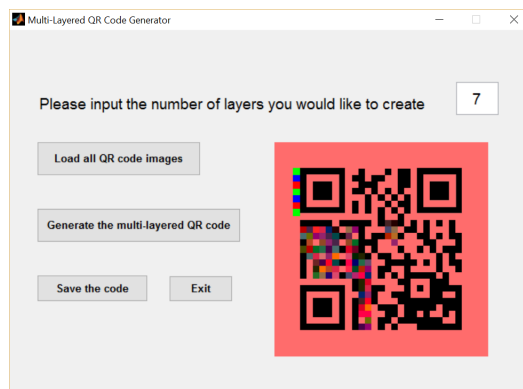 Multi-Layered QR Code Generator
Please input the number of layers you would like to create 7
Load all QR code images
Generate the multi-layered QR code
Save the code Exit